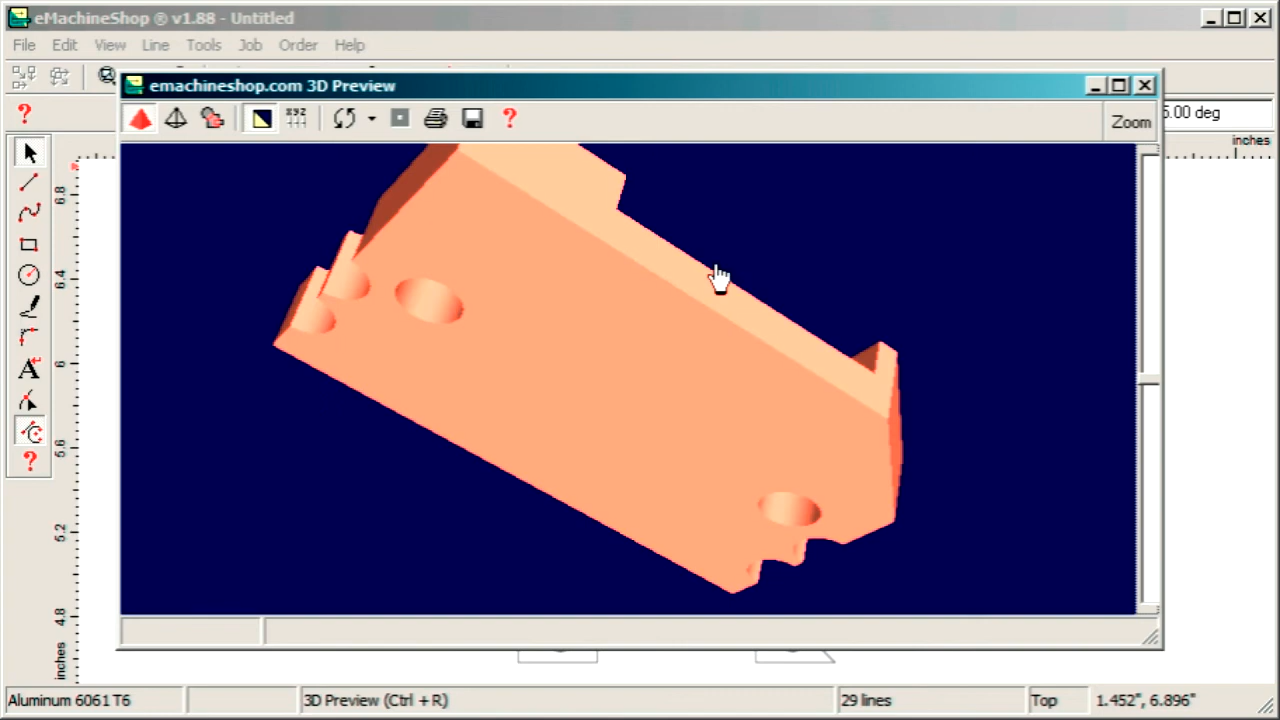 eMachineShop ® v1.88 - Untitled
File Edit View Line Tools Job Order Help
emachineshop.com 3D Preview
?
XYZ
?
Zoom
5.00 deg
inches
A
?
6.8
6.4
6
5.6
5.2
4.8
inches
Aluminum 6061 T6
3D Preview (Ctrl + R)
29 lines
Top
1.452", 6.896"